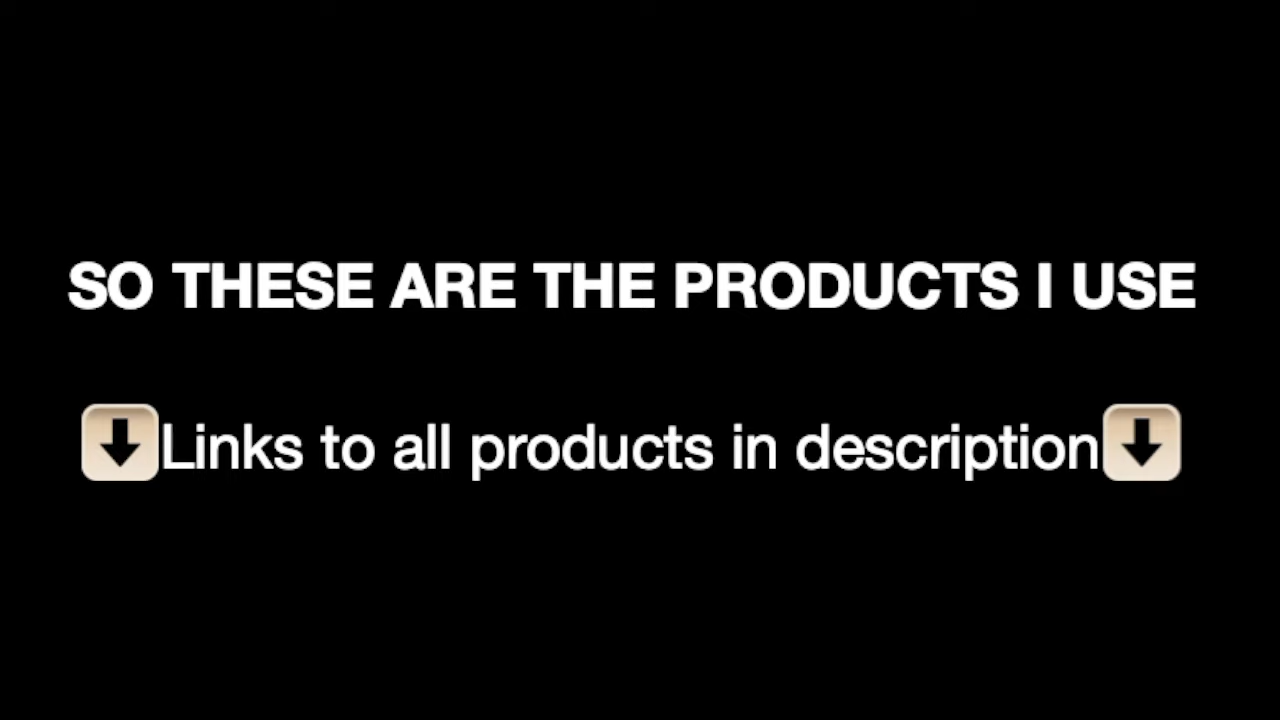 SO THESE ARE THE PRODUCTS I USE
⬇Links to all products in description⬇